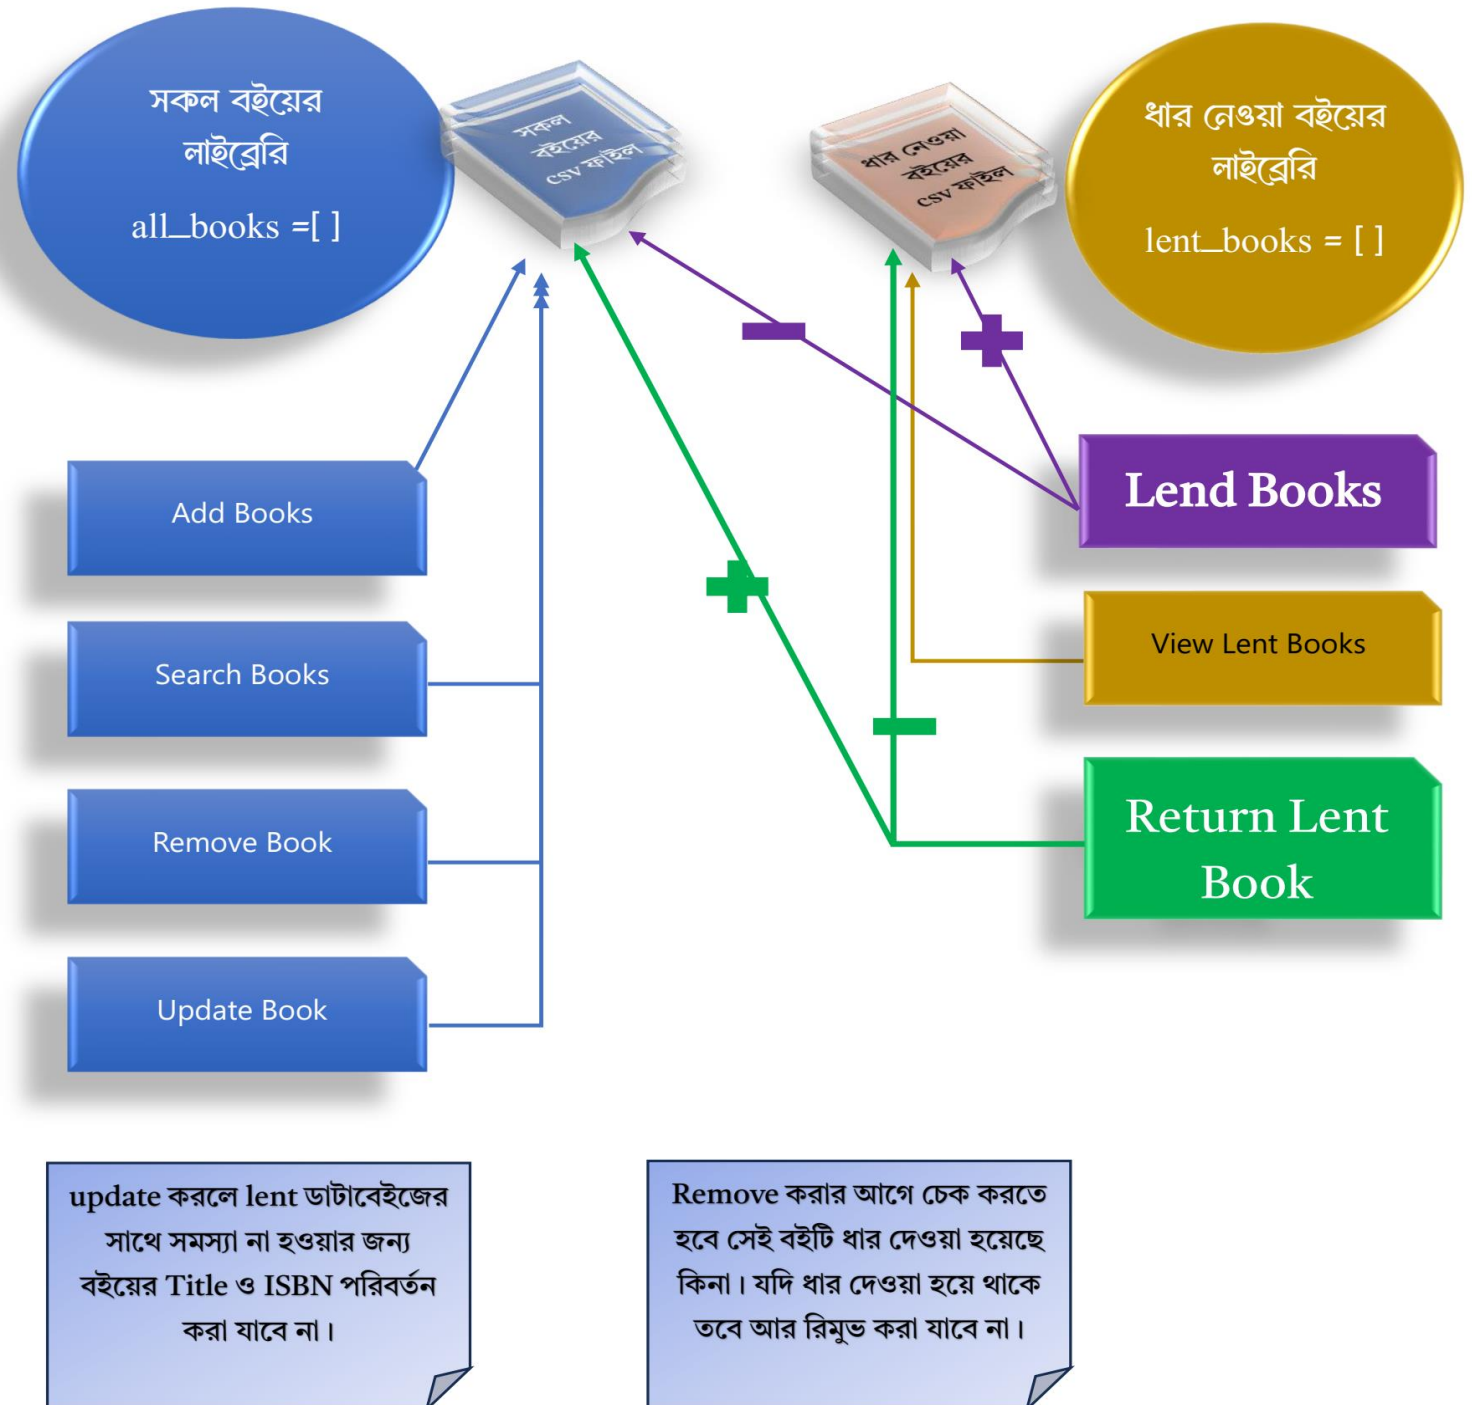 সকল বইয়ের
লাইব্রেরি
all_books =[ ]
সকল
বইয়ের
csv ফাইল
ধার নেওয়া
বইয়ের
csv ফাইল
ধার নেওয়া বইয়ের
লাইব্রেরি
lent_books = [ ]
Add Books
Search Books
Remove Book
Update Book
Lend Books
View Lent Books
Return Lent
Book
update করলে lent ডাটাবেইজের
সাথে সমস্যা না হওয়ার জন্য
বইয়ের Title ও ISBN পরিবর্তন
করা যাবে না।
Remove করার আগে চেক করতে
হবে সেই বইটি ধার দেওয়া হয়েছে
কিনা। যদি ধার দেওয়া হয়ে থাকে
তবে আর রিমুভ করা যাবে না।